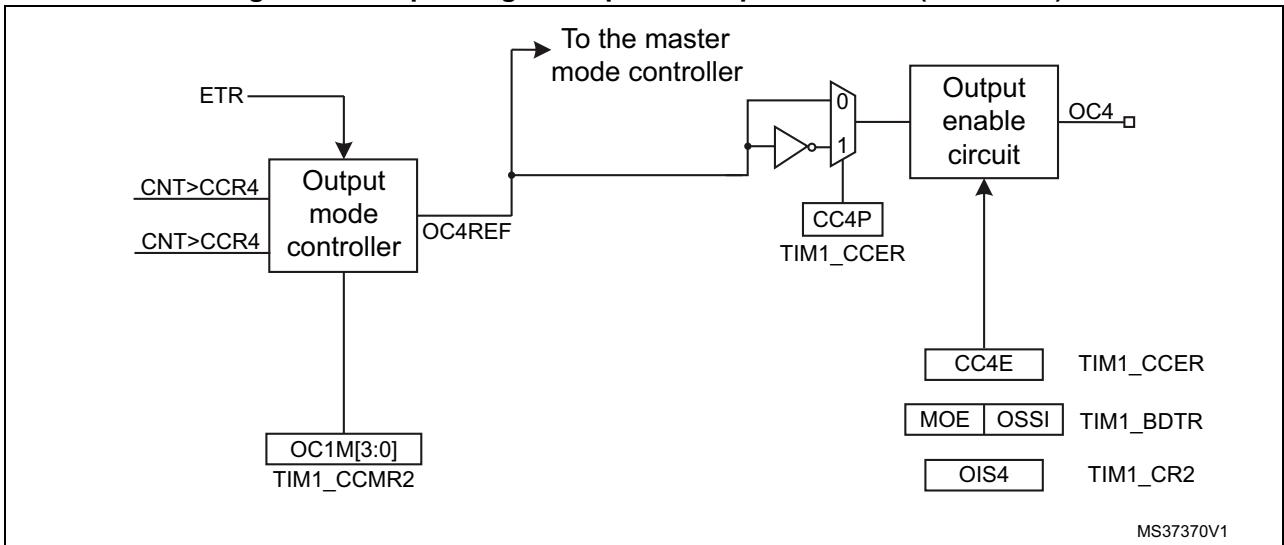 To the master
mode controller
ETR
0
1
Output
enable
circuit
OC4
CNT>CCR4
CNT>CCR4
Output
mode
controller
OC4REF
CC4P
TIM1_CCER
CC4E TIM1_CCER
MOE OSSI TIM1_BDTR
OIS4 TIM1_CR2
OC1M[3:0]
TIM1_CCMR2
MS37370V1